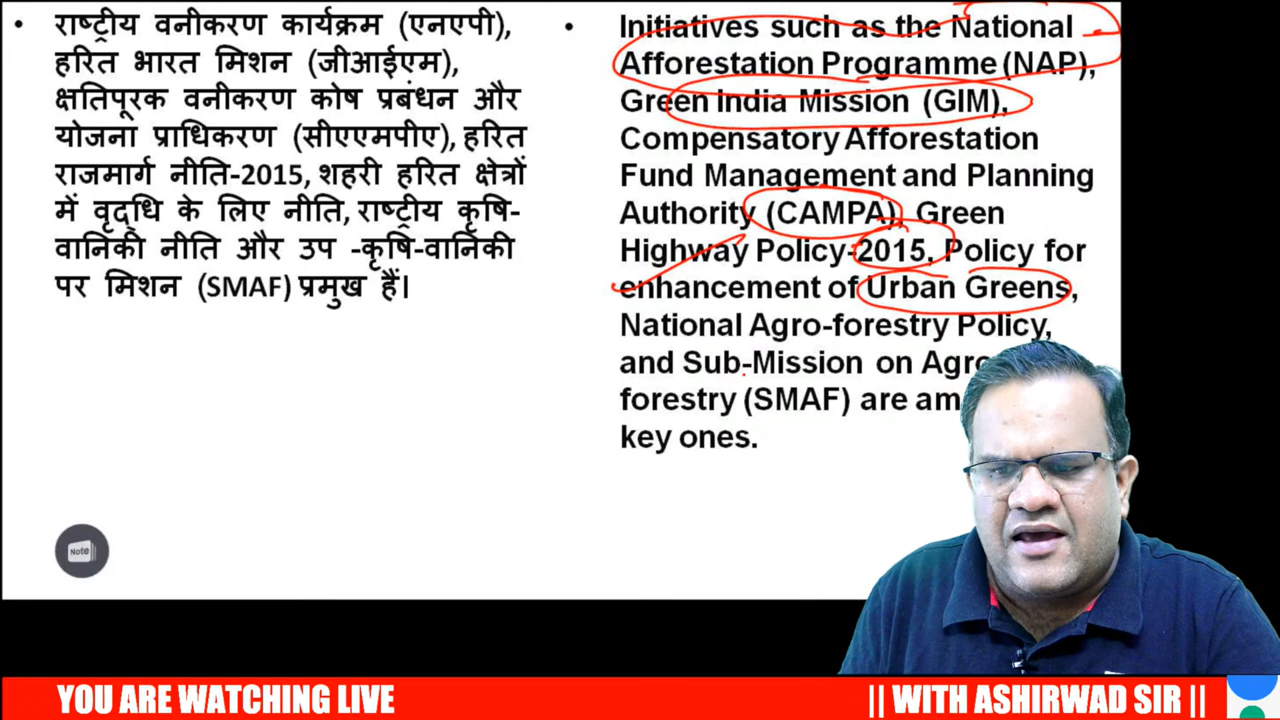 • राष्ट्रीय वनीकरण कार्यक्रम (एनएपी),
हरित भारत मिशन (जीआईएम),
क्षतिपूरक वनीकरण कोष प्रबंधन और
योजना प्राधिकरण (सीएएमपीए), हरित
राजमार्ग नीति-2015, शहरी हरित क्षेत्रों
में वृद्धि के लिए नीति, राष्ट्रीय कृषि-
वानिकी नीति और उप -कृषि-वानिकी
पर मिशन (SMAF) प्रमुख हैं।
• Initiatives such as the National
Afforestation Programme (NAP),
Green India Mission (GIM),
Compensatory Afforestation
Fund Management and Planning
Authority (CAMPA), Green
Highway Policy-2015, Policy for
enhancement of Urban Greens,
National Agro-forestry Policy,
and Sub-Mission on
forestry (SMAF) are
key ones.
Note
YOU ARE WATCHING LIVE
|| WITH ASHIRWAD SIR ||